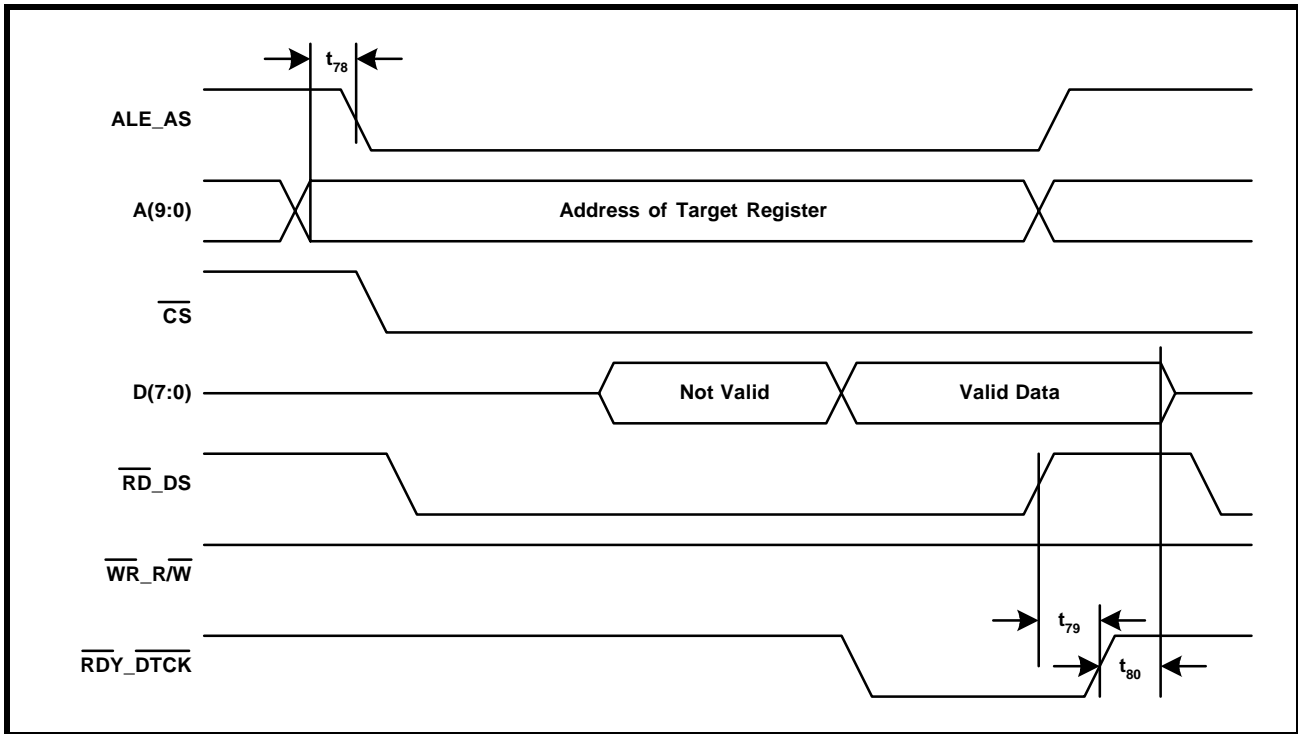 t78
ALE_AS
A(9:0)
Address of Target Register
CS
D(7:0)
Not Valid
Valid Data
RD_DS
WR_R/W
t79
RDY_DTCK
t80